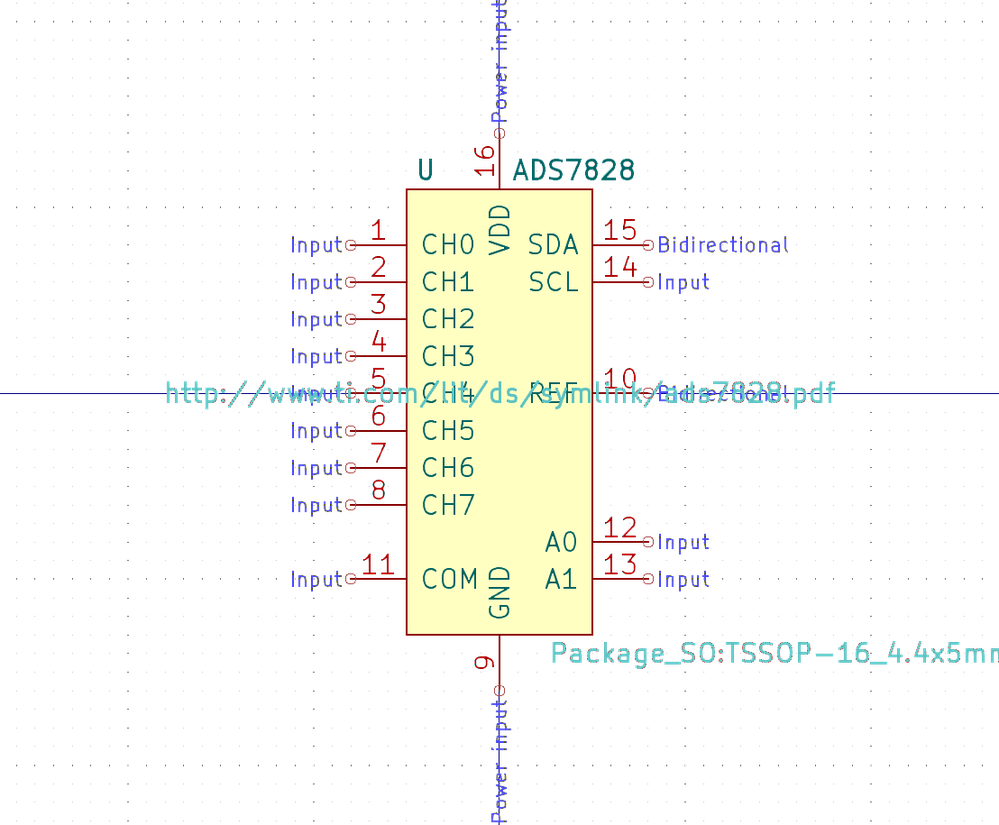 Power input
16
U ADS7828
VDD
Input 1 CH0 SDA 15 Bidirectional
Input 2 CH1 SCL 14 Input
Input 3 CH2
Input 4 CH3
Input 5 CH4 REF 10 Bidirectional
http://www.ti.com/lit/ds/symlink/ads7828.pdf
Input 6 CH5
Input 7 CH6
Input 8 CH7
A0 12 Input
Input 11 COM A1 13 Input
GND
Package_SO:TSSOP-16_4.4x5mm
9
Power input